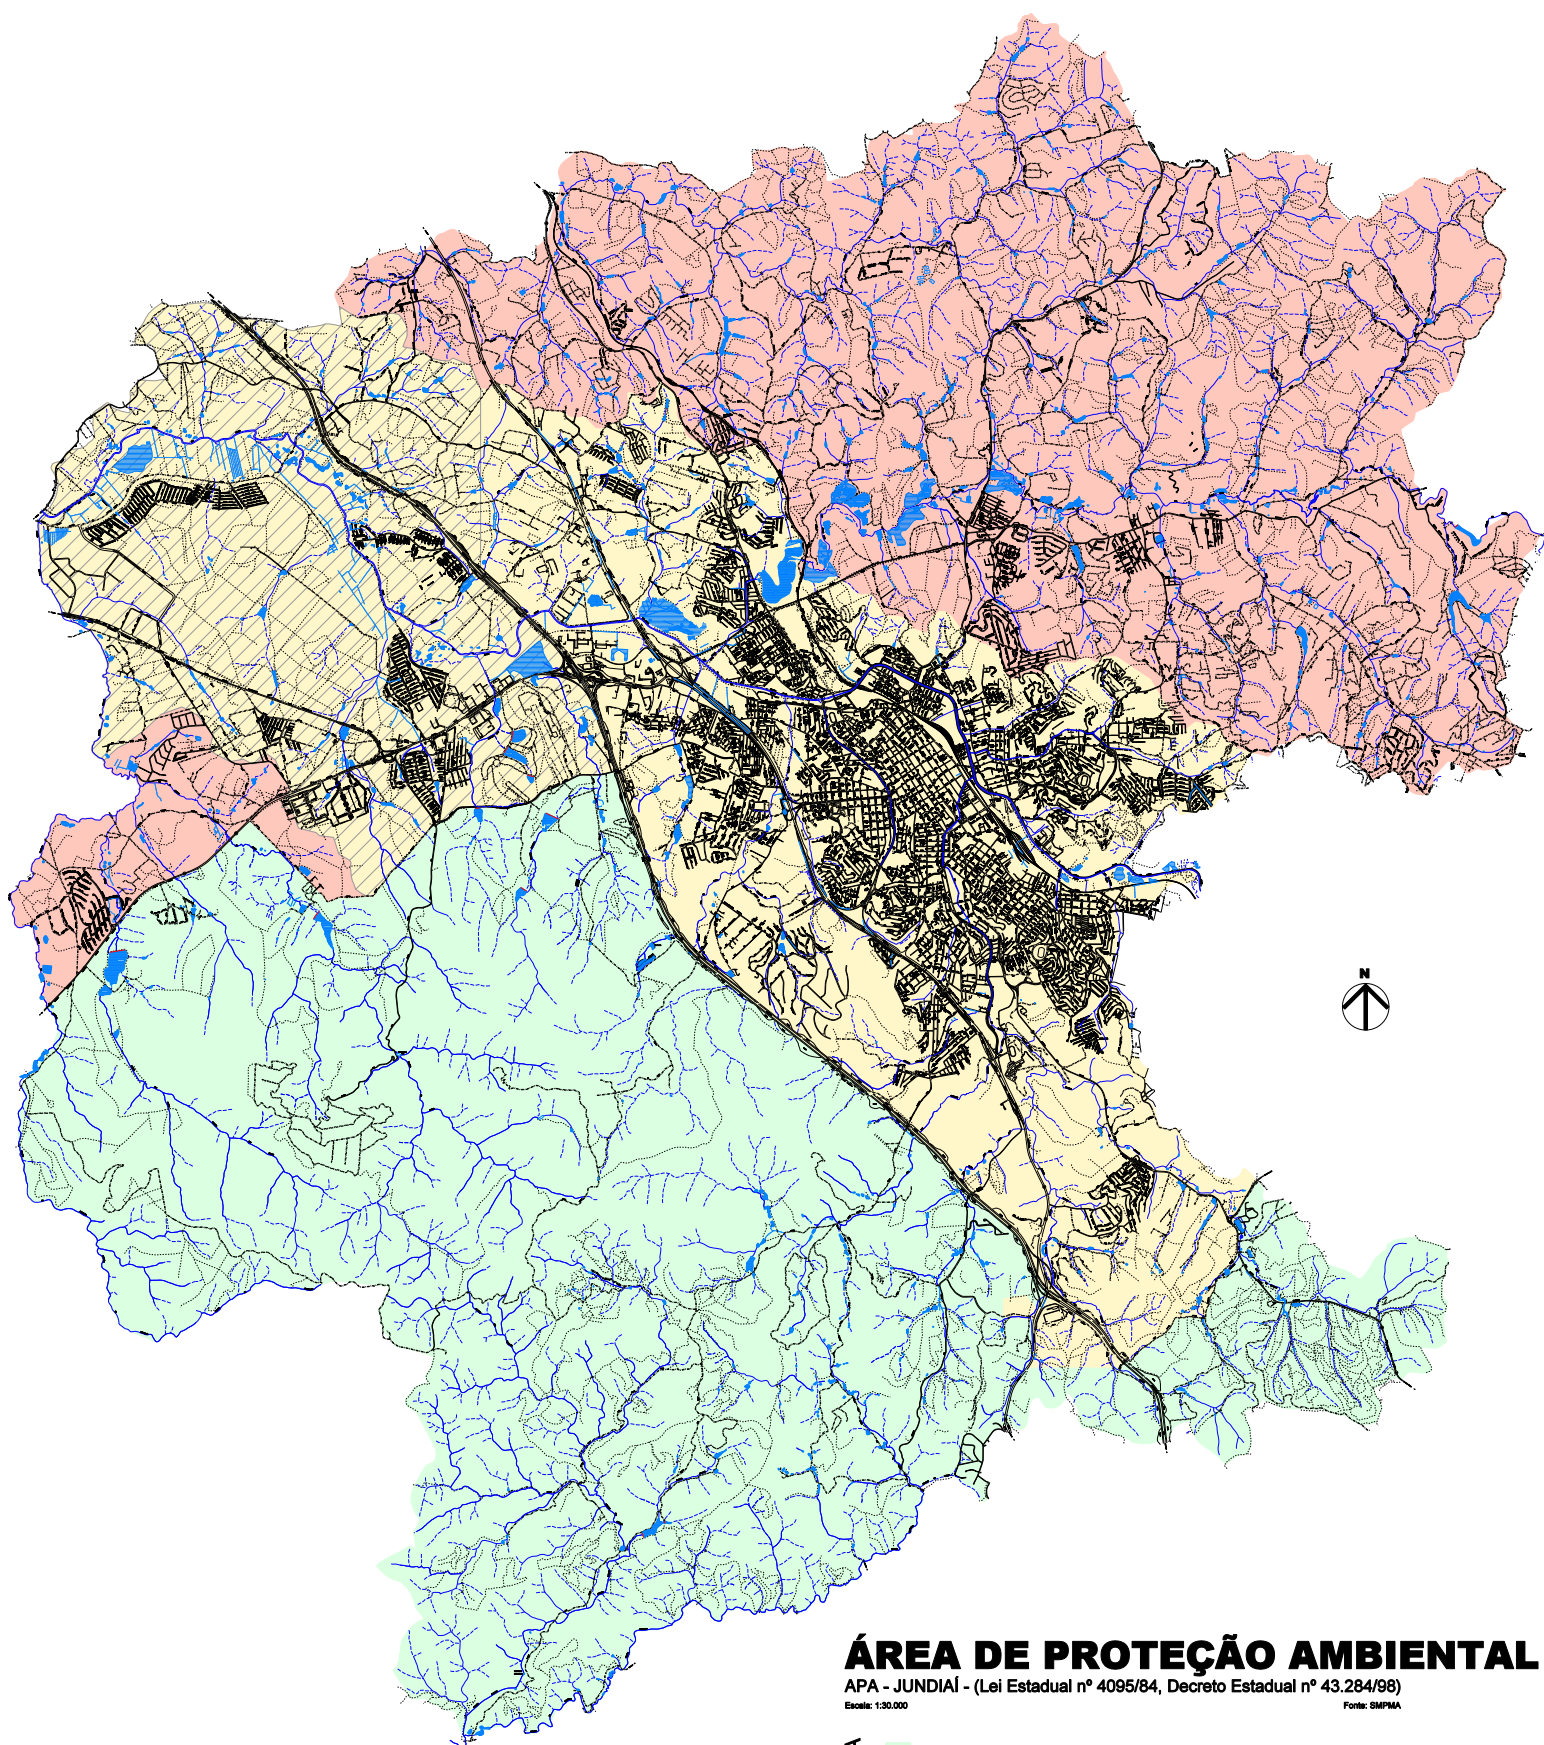 N
ÁREA DE PROTEÇÃO AMBIENTAL
APA - JUNDIAÍ - (Lei Estadual nº 4095/84, Decreto Estadual nº 43.284/98)
Escala: 1:30.000 Fonte: SMPMA